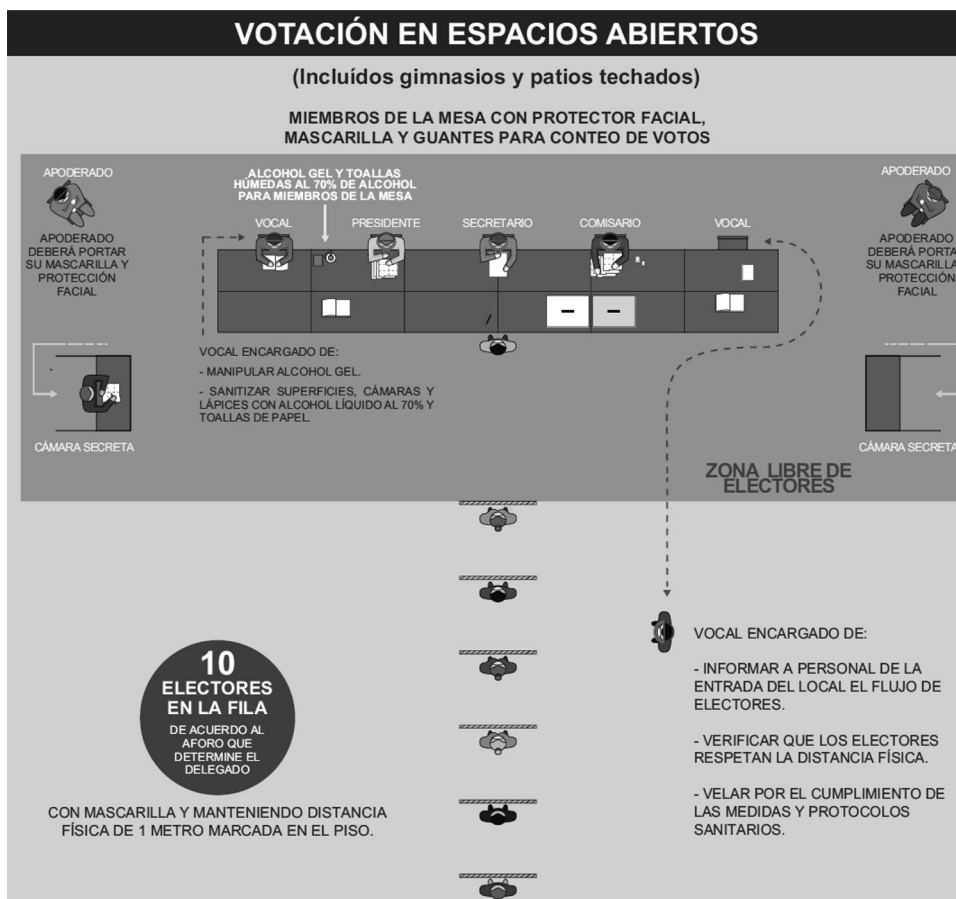 VOTACIÓN EN ESPACIOS ABIERTOS
(Incluídos gimnasios y patios techados)
MIEMBROS DE LA MESA CON PROTECTOR FACIAL,
MASCARILLA Y GUANTES PARA CONTEO DE VOTOS
APODERADO
APODERADO
DEBERÁ PORTAR
SU MASCARILLA Y
PROTECCIÓN
FACIAL
ALCOHOL GEL Y TOALLAS
HÚMEDAS AL 70% DE ALCOHOL
PARA MIEMBROS DE LA MESA
VOCAL
PRESIDENTE
SECRETARIO
COMISARIO
VOCAL
APODERADO
APODERADO
DEBERÁ PORTA
SU MASCARILLA
PROTECCIÓN
FACIAL
VOCAL ENCARGADO DE:
- MANIPULAR ALCOHOL GEL.
- SANITIZAR SUPERFICIES, CÁMARAS Y
LÁPICES CON ALCOHOL LÍQUIDO AL 70% Y
TOALLAS DE PAPEL.
CÁMARA SECRETA
CÁMARA SECRETA
ZONA LIBRE DE
ELECTORES
10
ELECTORES
EN LA FILA
DE ACUERDO AL
AFORO QUE
DETERMINE EL
DELEGADO
CON MASCARILLA Y MANTENIENDO DISTANCIA
FÍSICA DE 1 METRO MARCADA EN EL PISO.
VOCAL ENCARGADO DE:
- INFORMAR A PERSONAL DE LA
ENTRADA DEL LOCAL EL FLUJO DE
ELECTORES.
- VERIFICAR QUE LOS ELECTORES
RESPETAN LA DISTANCIA FÍSICA.
- VELAR POR EL CUMPLIMIENTO DE
LAS MEDIDAS Y PROTOCOLOS
SANITARIOS.